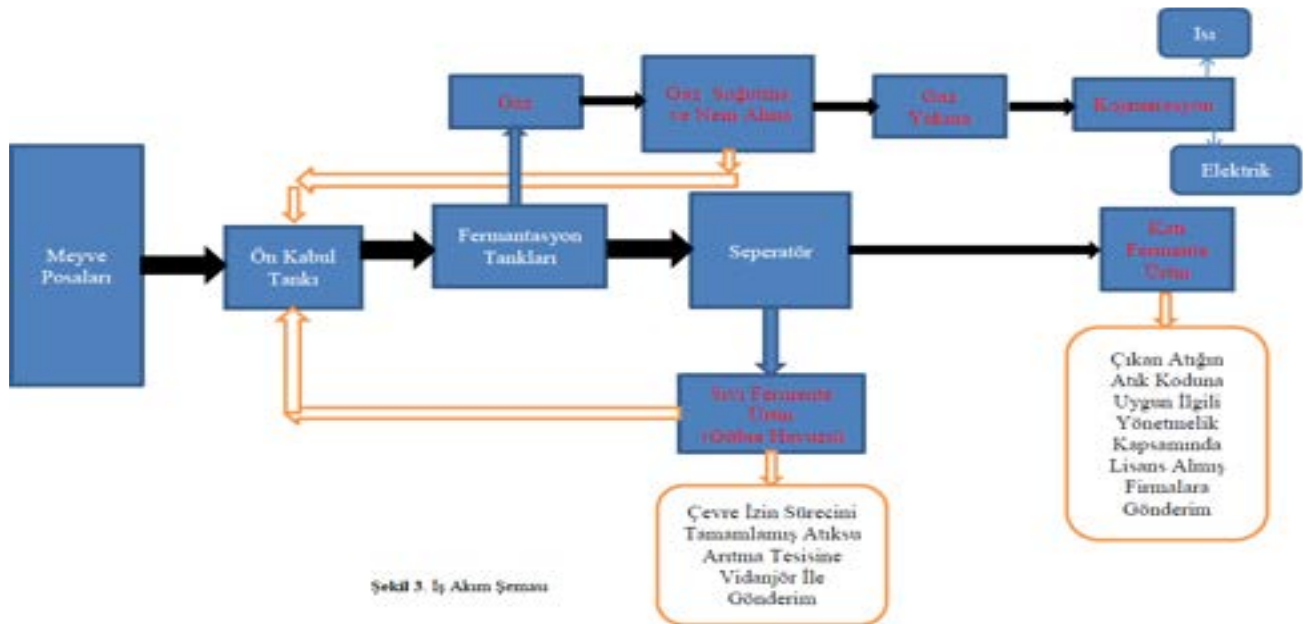 Isı
Gaz
Gaz Soğutma
ve Nem Alma
Gaz
Yakma
Kojenerasyon
Elektrik
Meyve
Posaları
Ön Kabul
Tankı
Fermantasyon
Tankları
Seperatör
Katı
Fermente
Ürün
Sıvı Fermente
Ürün
(Gübre Havuzu)
Çıkan Atığın
Atık Koduna
Uygun İlgili
Yönetmelik
Kapsamında
Lisans Almış
Firmalara
Gönderim
Çevre İzin Sürecini
Tamamlamış Atıksu
Arıtma Tesisine
Vidanjör İle
Gönderim
Şekil 3. İş Akım Şeması